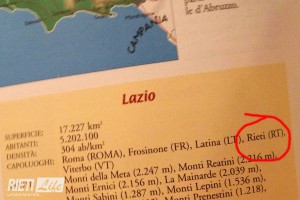 CAMPANIA
le d'Abruzzo.
Lazio
SUPERFICIE: 17.227 km²
ABITANTI: 5.202.100
DENSITÀ: 304 ab/km²
CAPOLUOGHI: Roma (ROMA), Frosinone (FR), Latina (LT), Rieti (RT),
Viterbo (VT)
Monti della Meta (2.247 m), Monti Reatini (2.216 m),
Monti Ernici (2.156 m), La Mainarde (2.039 m),
Monti Sabini (1.287 m), Monti Lepini (1.536 m),
Monti Prenestini (1.218),
RIETI Life